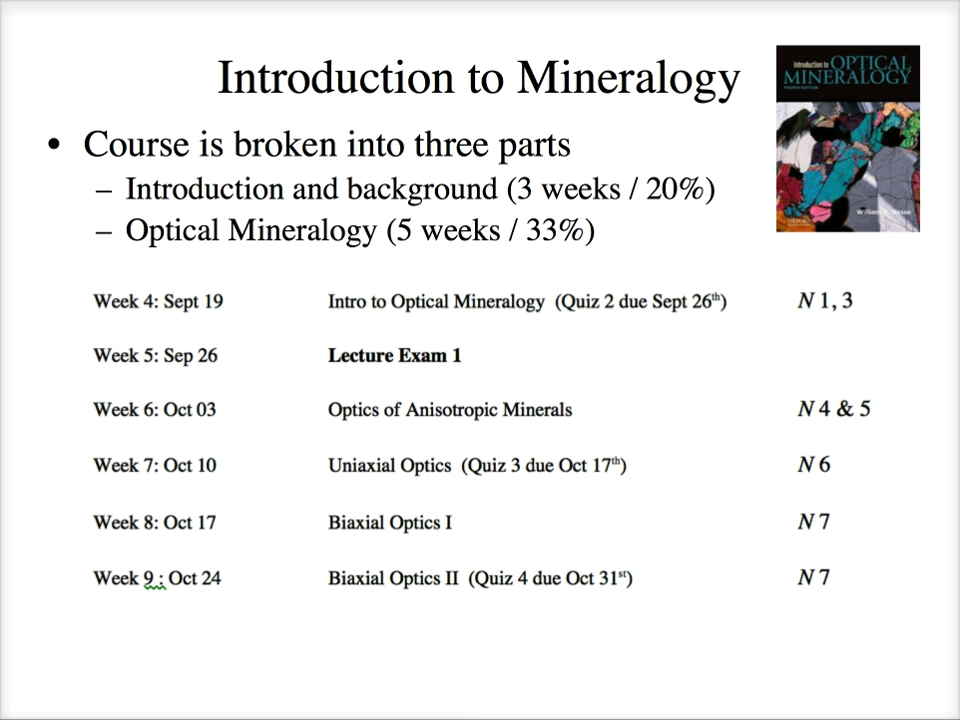 Introduction to Mineralogy
Introduction to OPTICAL
MINERALOGY
FOURTH EDITION
• Course is broken into three parts
– Introduction and background (3 weeks / 20%)
– Optical Mineralogy (5 weeks / 33%)
Week 4: Sept 19 Intro to Optical Mineralogy (Quiz 2 due Sept 26th) N 1, 3
Week 5: Sep 26 Lecture Exam 1
Week 6: Oct 03 Optics of Anisotropic Minerals N 4 & 5
Week 7: Oct 10 Uniaxial Optics (Quiz 3 due Oct 17th) N 6
Week 8: Oct 17 Biaxial Optics I N 7
Week 9 : Oct 24 Biaxial Optics II (Quiz 4 due Oct 31st) N 7